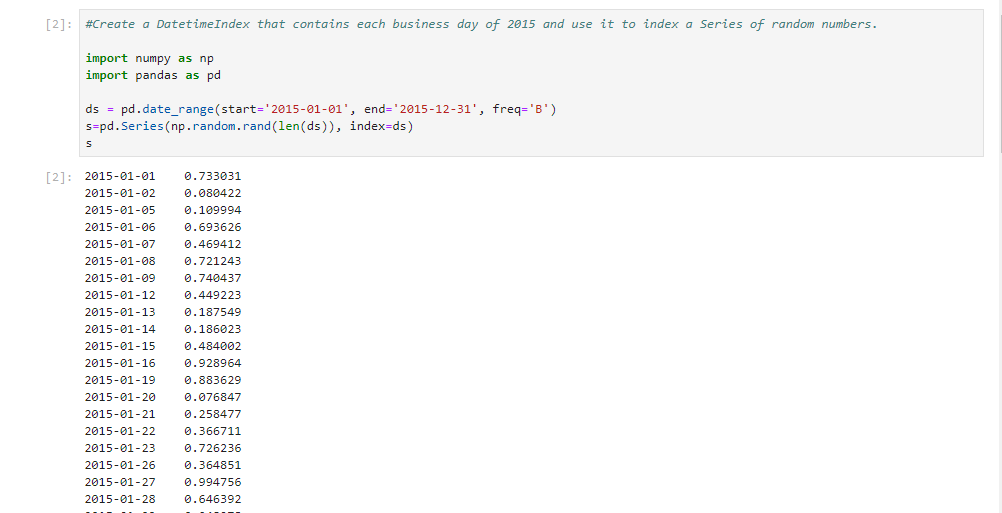 [2]: #Create a DatetimeIndex that contains each business day of 2015 and use it to index a Series of random numbers.
import numpy as np
import pandas as pd
ds = pd.date_range(start='2015-01-01', end='2015-12-31', freq='B')
s=pd.Series(np.random.rand(len(ds)), index=ds)
s
[2]: 2015-01-01    0.733031
2015-01-02    0.080422
2015-01-05    0.109994
2015-01-06    0.693626
2015-01-07    0.469412
2015-01-08    0.721243
2015-01-09    0.740437
2015-01-12    0.449223
2015-01-13    0.187549
2015-01-14    0.186023
2015-01-15    0.484002
2015-01-16    0.928964
2015-01-19    0.883629
2015-01-20    0.076847
2015-01-21    0.258477
2015-01-22    0.366711
2015-01-23    0.726236
2015-01-26    0.364851
2015-01-27    0.994756
2015-01-28    0.646392